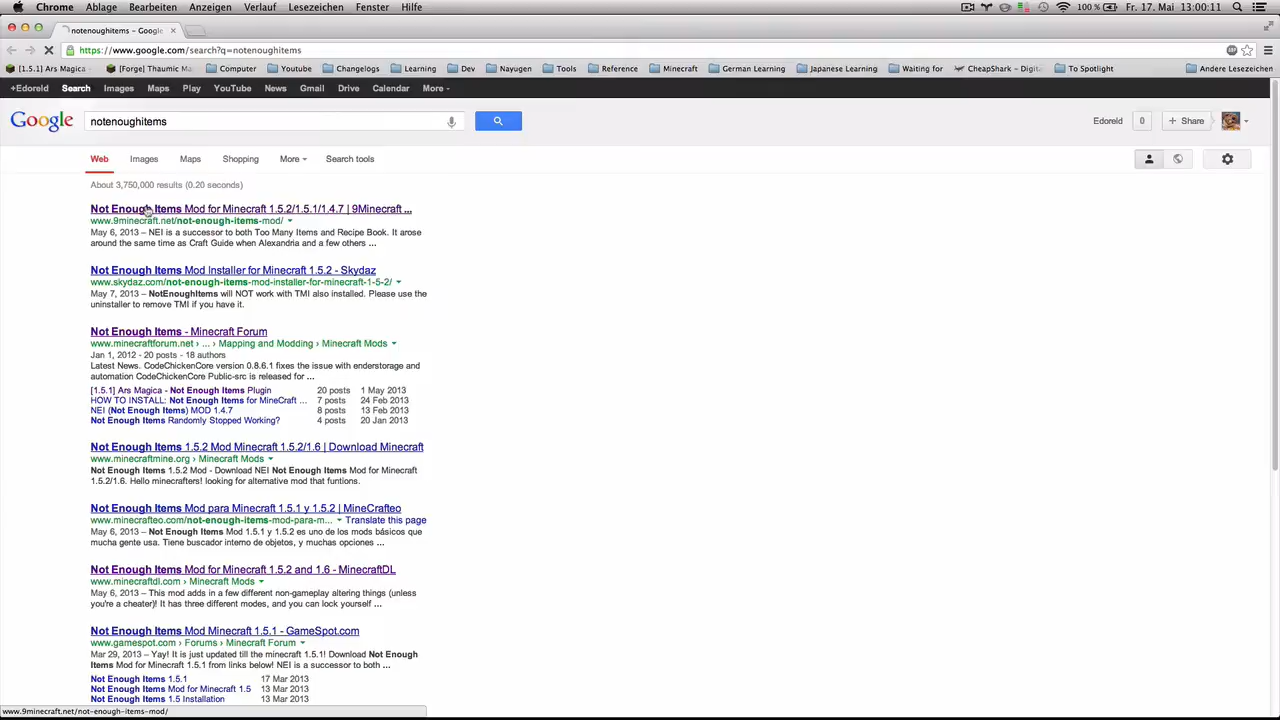 Chrome Ablage Bearbeiten Anzeigen Verlauf Lesezeichen Fenster Hilfe 100 % Fr. 17. Mai 13:00:11
notenoughitems – Google
https://www.google.com/search?q=notenoughitems
[1.5.1] Ars Magica [Forge] Thaumic Computer Youtube Changelogs Learning Dev Nayugen Tools Reference Minecraft German Learning Japanese Learning Waiting for CheapShark – Digit To Spotlight Andere Lesezeichen
+Edoreld Search Images Maps Play YouTube News Gmail Drive Calendar More
Google notenoughitems Edoreld 0 + Share
Web Images Maps Shopping More Search tools
About 3,750,000 results (0.20 seconds)
Not Enough Items Mod for Minecraft 1.5.2/1.5.1/1.4.7 | 9Minecraft ...
www.9minecraft.net/not-enough-items-mod/
May 6, 2013 – NEI is a successor to both Too Many Items and Recipe Book. It arose
around the same time as Craft Guide when Alexandria and a few others ...
Not Enough Items Mod Installer for Minecraft 1.5.2 - Skydaz
www.skydaz.com/not-enough-items-mod-installer-for-minecraft-1-5-2/
May 7, 2013 – NotEnoughItems will NOT work with TMI also installed. Please use the
uninstaller to remove TMI if you have it.
Not Enough Items - Minecraft Forum
www.minecraftforum.net › ... › Mapping and Modding › Minecraft Mods
Jan 1, 2012 - 20 posts - 18 authors
Latest News. CodeChickenCore version 0.8.6.1 fixes the issue with enderstorage and
automation CodeChickenCore Public-src is released for ...
[1.5.1] Ars Magica - Not Enough Items Plugin 20 posts 1 May 2013
HOW TO INSTALL: Not Enough Items for MineCraft ... 7 posts 24 Feb 2013
NEI (Not Enough Items) MOD 1.4.7 8 posts 13 Feb 2013
Not Enough Items Randomly Stopped Working? 4 posts 20 Jan 2013
Not Enough Items 1.5.2 Mod Minecraft 1.5.2/1.6 | Download Minecraft
www.minecraftmine.org › Minecraft Mods
Not Enough Items 1.5.2 Mod - Download NEI Not Enough Items Mod for Minecraft
1.5.2/1.6. Hello minecrafters! looking for alternative mod that funtions.
Not Enough Items Mod para Minecraft 1.5.1 y 1.5.2 | MineCrafteo
www.minecrafteo.com/not-enough-items-mod-para-m... Translate this page
May 6, 2013 – Not Enough Items Mod 1.5.1 y 1.5.2 es uno de los mods básicos que
mucha gente usa. Tiene buscador interno de objetos, y muchas opciones ...
Not Enough Items Mod for Minecraft 1.5.2 and 1.6 - MinecraftDL
www.minecraftdl.com › Minecraft Mods
May 6, 2013 – This mod adds in a few different non-gameplay altering things (unless
you're a cheater)! It has three different modes, and you can lock yourself ...
Not Enough Items Mod Minecraft 1.5.1 - GameSpot.com
www.gamespot.com › Forums › Minecraft Forum
Mar 29, 2013 – Yay! It is just updated till the minecraft 1.5.1! Download Not Enough
Items Mod for Minecraft 1.5.1 from links below! NEI is a successor to both ...
Not Enough Items 1.5.1 17 Mar 2013
Not Enough Items Mod for Minecraft 1.5 13 Mar 2013
Not Enough Items 1.5 Installation 13 Mar 2013
www.9minecraft.net/not-enough-items-mod/